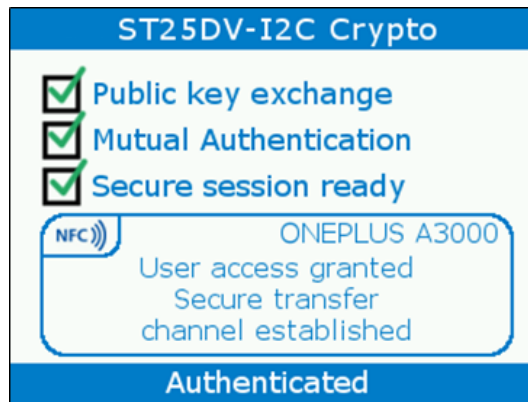 ST25DV-I2C Crypto
Public key exchange
Mutual Authentication
Secure session ready
NFC
ONEPLUS A3000
User access granted
Secure transfer
channel established
Authenticated